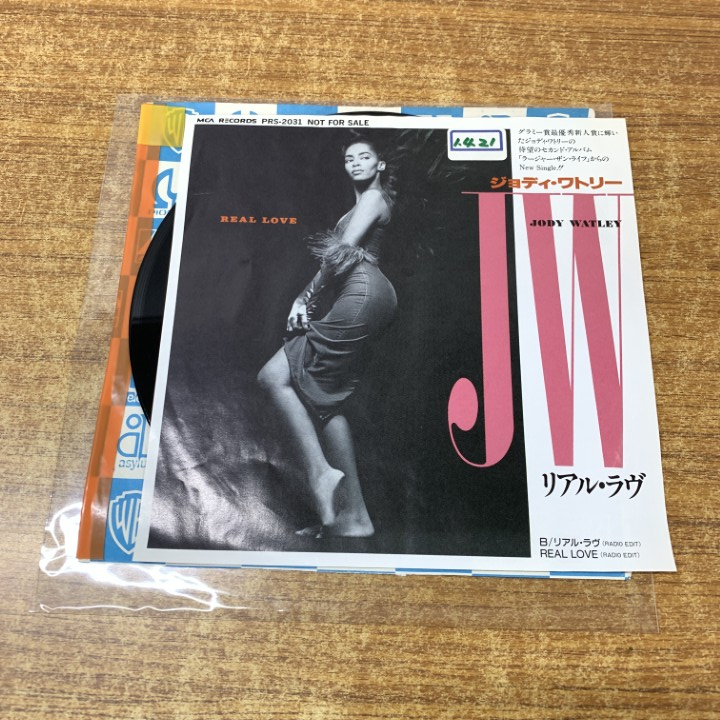 MCA RECORDS PRS-2031 NOT FOR SALE
1.4.21
グラミー賞最優秀新人賞に輝い
たジョディ・ワトリーの
待望のセカンド・アルバム
「ラージャー・ザン・ライフ」からの
New Single!!
ジョディ・ワトリー
REAL LOVE
JODY WATLEY
JW
リアル・ラヴ
B/リアル・ラヴ(RADIO EDIT)
REAL LOVE(RADIO EDIT)